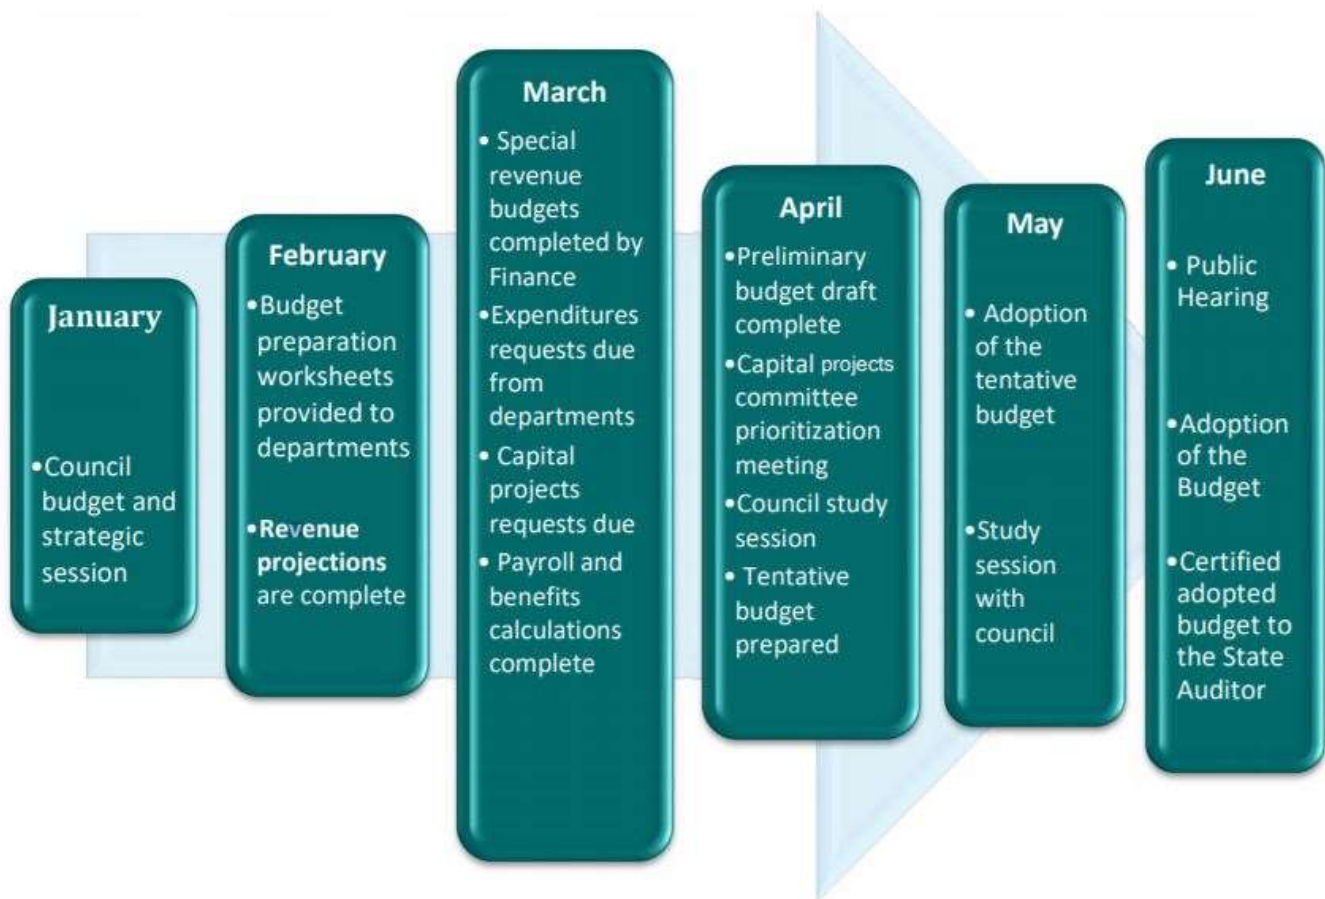 January
•Council
budget and
strategic
session
February
•Budget
preparation
worksheets
provided to
departments
•Revenue
projections
are complete
March
• Special
revenue
budgets
completed by
Finance
•Expenditures
requests due
from
departments
• Capital
projects
requests due
• Payroll and
benefits
calculations
complete
April
•Preliminary
budget draft
complete
•Capital projects
committee
prioritization
meeting
•Council study
session
• Tentative
budget
prepared
May
• Adoption
of the
tentative
budget
•Study
session
with
council
June
• Public
Hearing
•Adoption
of the
Budget
•Certified
adopted
budget to
the State
Auditor